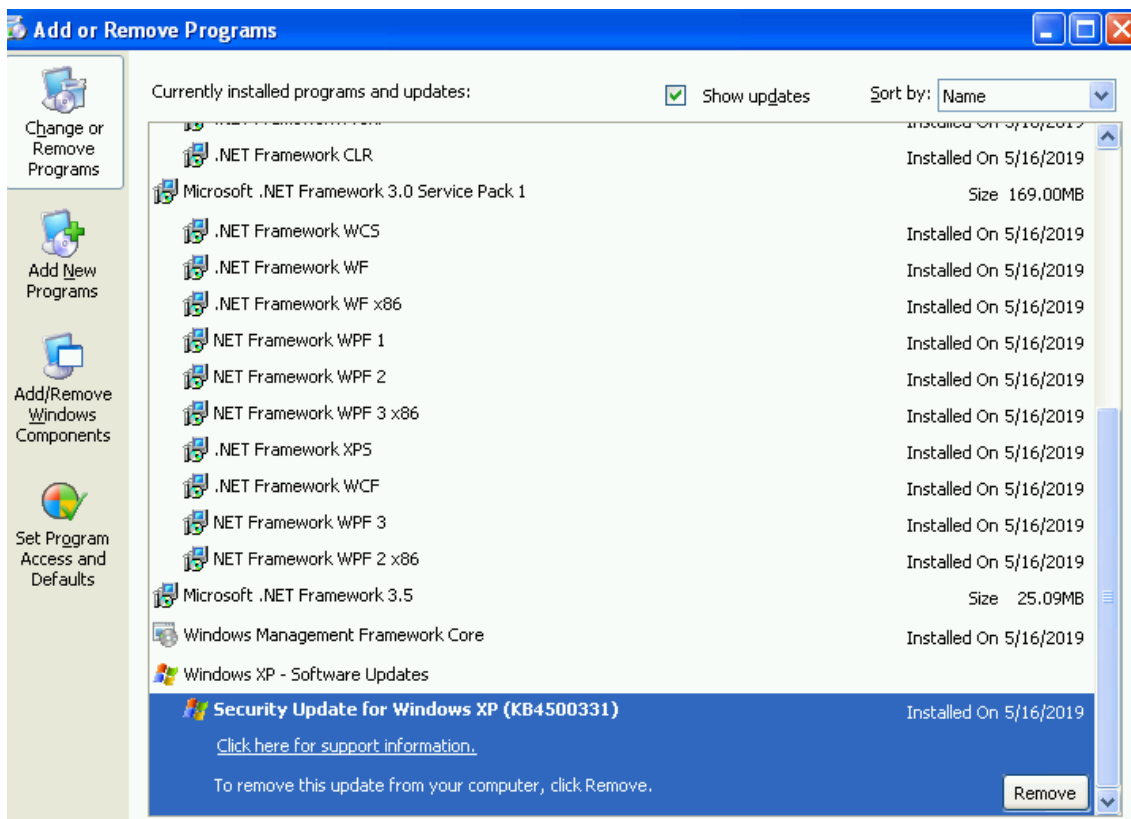 Add or Remove Programs
Change or
Remove
Programs
Add New
Programs
Add/Remove
Windows
Components
Set Program
Access and
Defaults
Currently installed programs and updates:
Show updates
Sort by: Name
Installed On 5/16/2019
.NET Framework CLR Installed On 5/16/2019
Microsoft .NET Framework 3.0 Service Pack 1 Size 169.00MB
.NET Framework WCS Installed On 5/16/2019
.NET Framework WF Installed On 5/16/2019
.NET Framework WF x86 Installed On 5/16/2019
NET Framework WPF 1 Installed On 5/16/2019
NET Framework WPF 2 Installed On 5/16/2019
NET Framework WPF 3 x86 Installed On 5/16/2019
.NET Framework XPS Installed On 5/16/2019
.NET Framework WCF Installed On 5/16/2019
NET Framework WPF 3 Installed On 5/16/2019
NET Framework WPF 2 x86 Installed On 5/16/2019
Microsoft .NET Framework 3.5 Size 25.09MB
Windows Management Framework Core Installed On 5/16/2019
Windows XP - Software Updates
Security Update for Windows XP (KB4500331) Installed On 5/16/2019
Click here for support information.
To remove this update from your computer, click Remove.
Remove